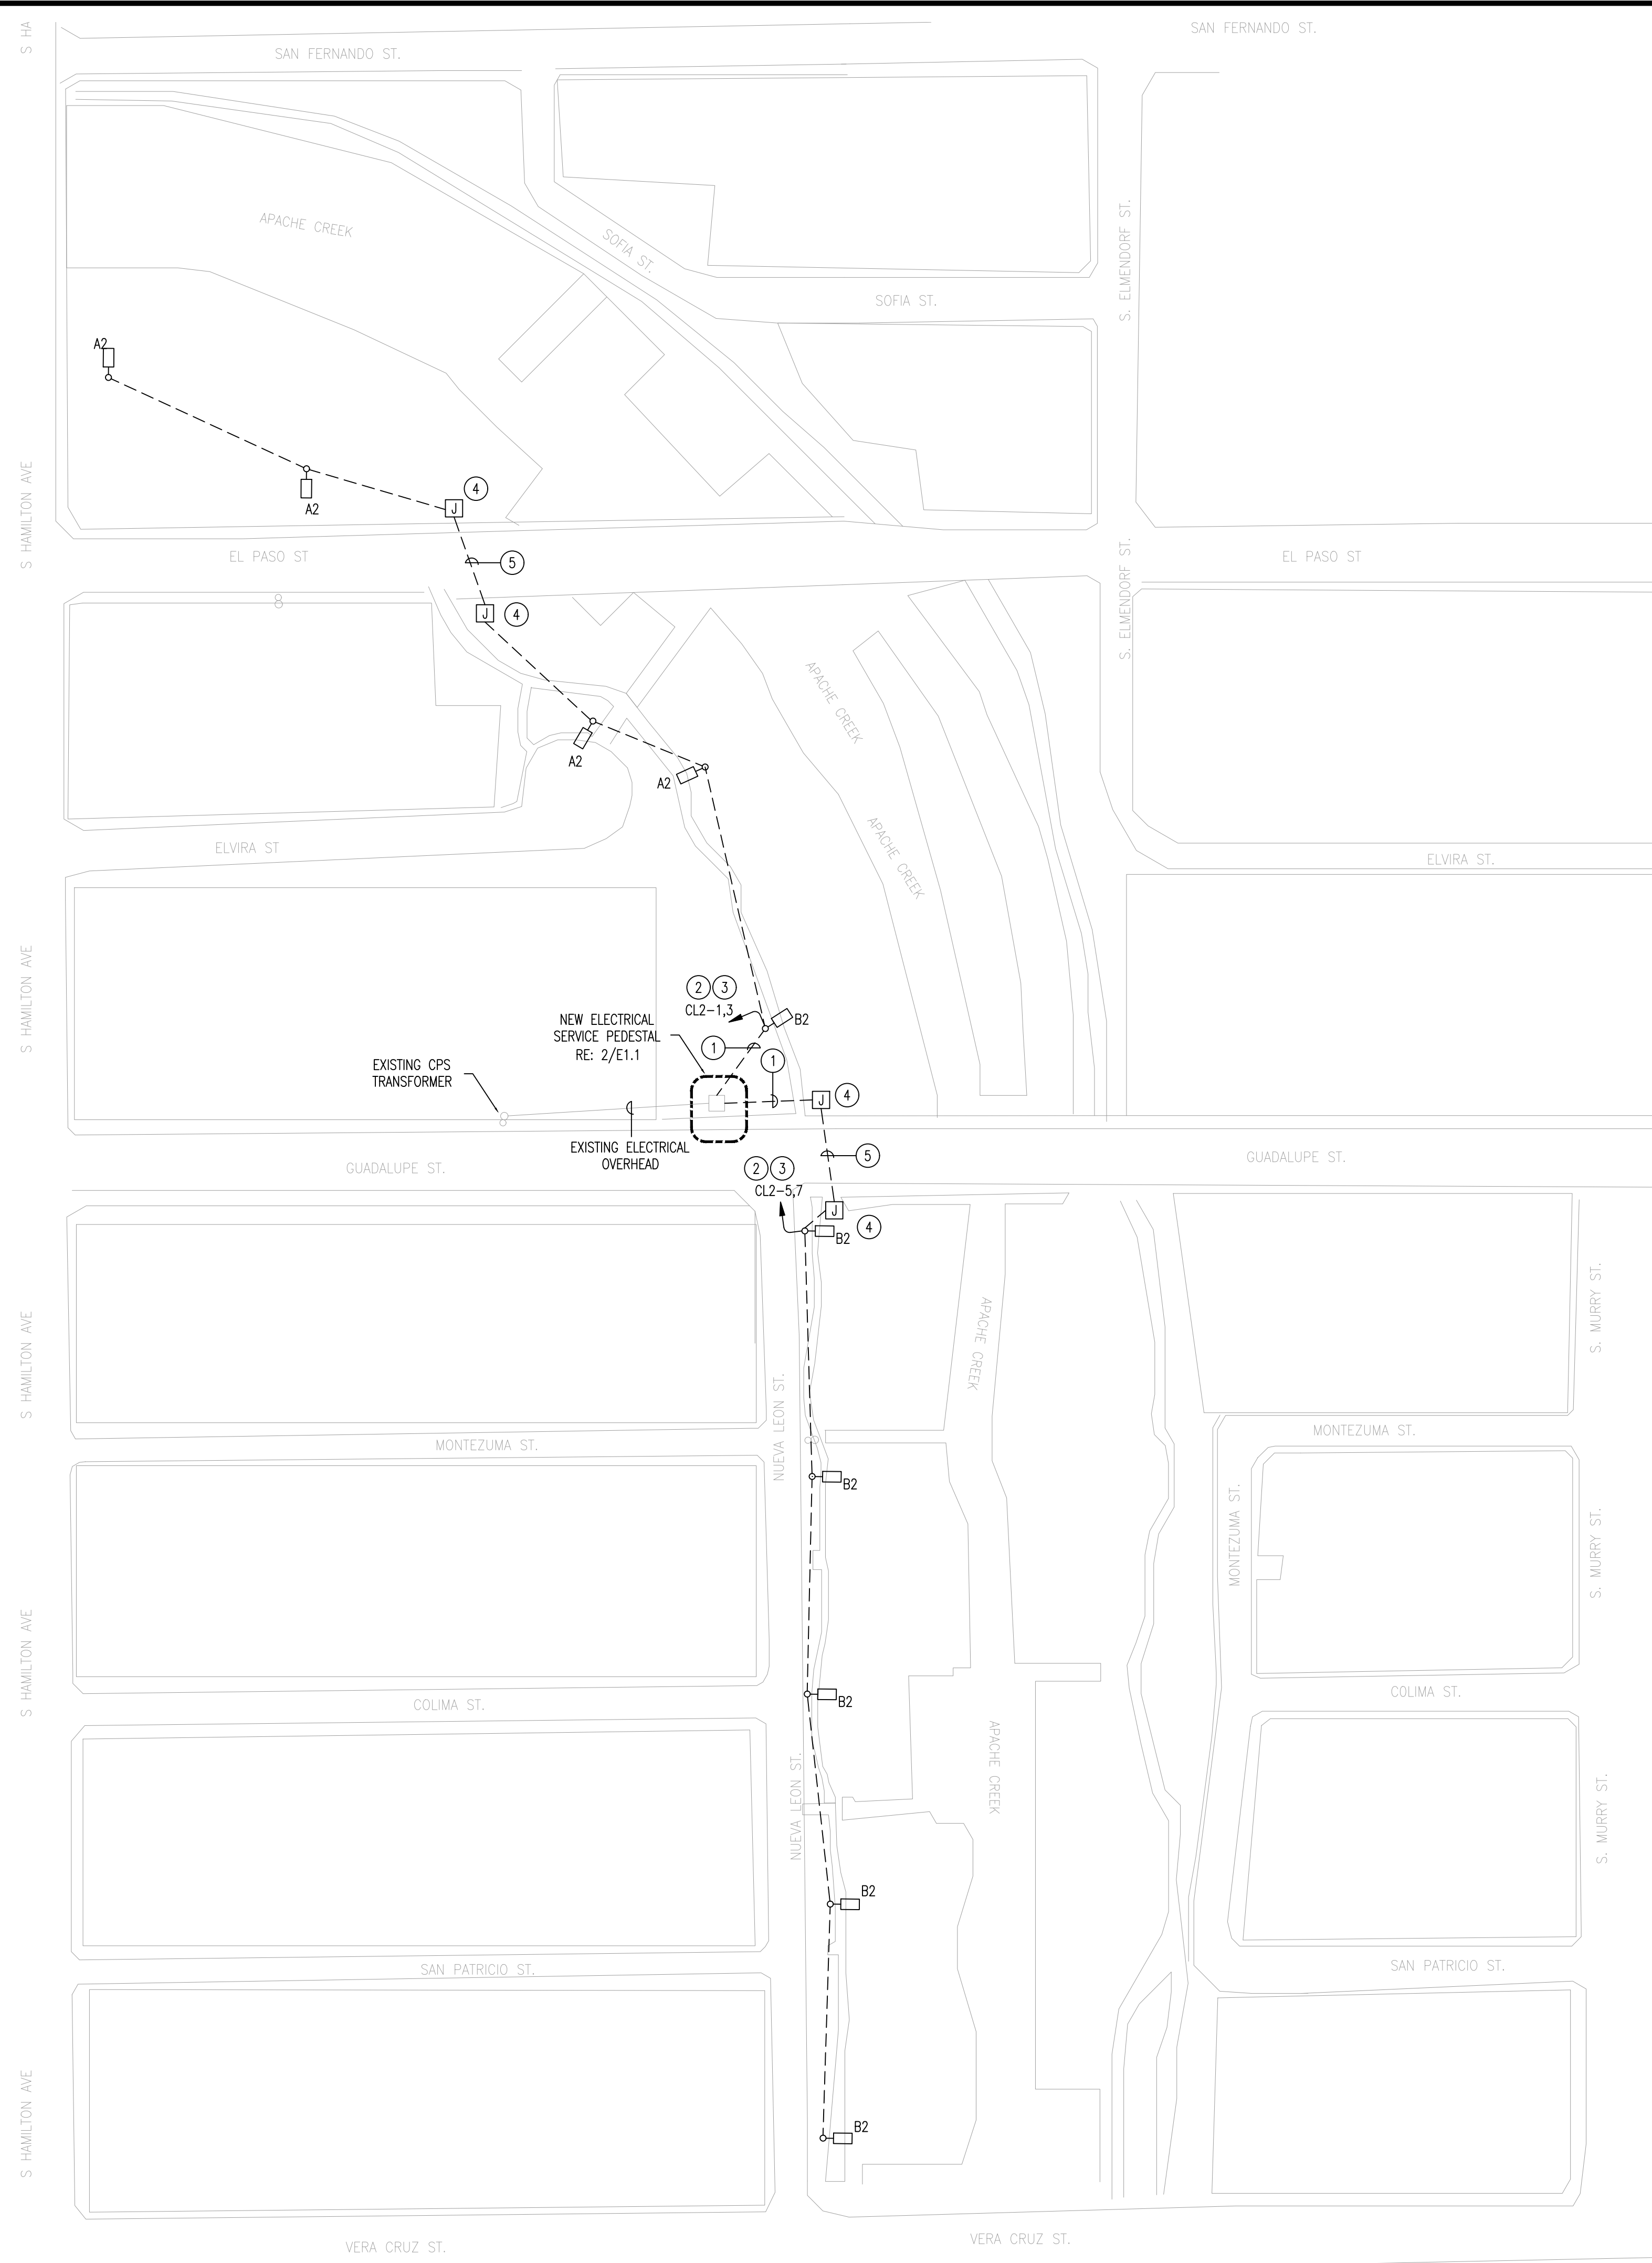 S HA
SAN FERNANDO ST.
SAN FERNANDO ST.
APACHE CREEK
SOFIA ST.
SOFIA ST.
S. ELMENDORF ST.
A2
A2
J
4
S HAMILTON AVE
EL PASO ST
5
EL PASO ST
S. ELMENDORF ST.
J
4
APACHE CREEK
A2
A2
ELVIRA ST
APACHE CREEK
ELVIRA ST.
S HAMILTON AVE
2
3
CL2-1,3
B2
NEW ELECTRICAL
SERVICE PEDESTAL
RE: 2/E1.1
1
1
EXISTING CPS
TRANSFORMER
J
4
EXISTING ELECTRICAL
OVERHEAD
5
GUADALUPE ST.
GUADALUPE ST.
2
3
CL2-5,7
J
4
B2
S HAMILTON AVE
APACHE CREEK
S. MURRY ST.
NUEVA LEON ST.
MONTEZUMA ST.
MONTEZUMA ST.
B2
MONTEZUMA ST.
S. MURRY ST.
S HAMILTON AVE
B2
COLIMA ST.
COLIMA ST.
NUEVA LEON ST.
APACHE CREEK
S. MURRY ST.
B2
SAN PATRICIO ST.
SAN PATRICIO ST.
S HAMILTON AVE
B2
VERA CRUZ ST.
VERA CRUZ ST.